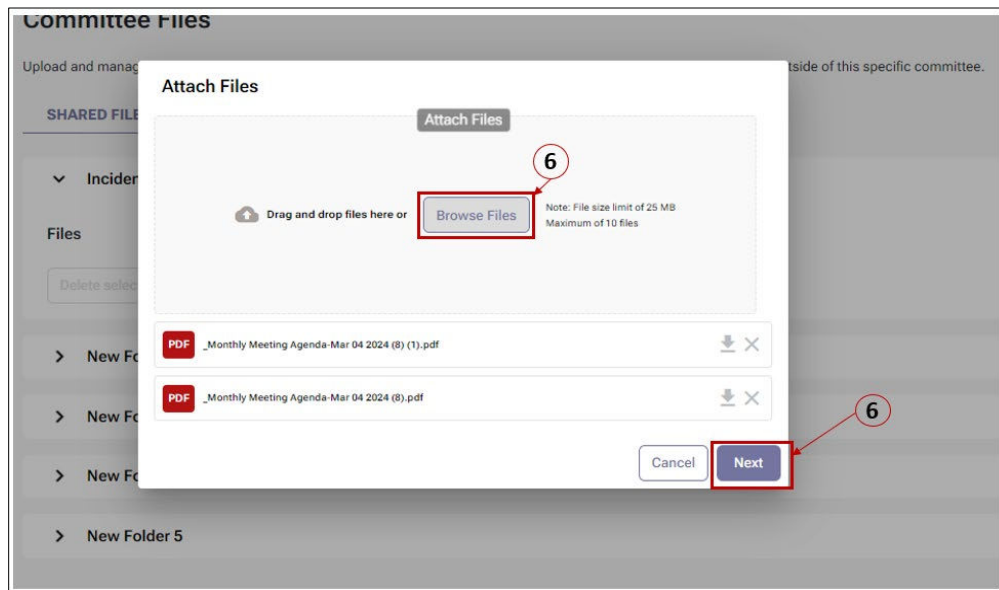 Committee Files
Upload and manag
tside of this specific committee.
SHARED FILE
Attach Files
Attach Files
6
Drag and drop files here or
Browse Files
Note: File size limit of 25 MB
Maximum of 10 files
Inciden
Files
Delete selec
PDF _Monthly Meeting Agenda-Mar 04 2024 (8) (1).pdf
New Fo
PDF _Monthly Meeting Agenda-Mar 04 2024 (8).pdf
New Fo
6
Cancel
Next
New Fo
New Folder 5